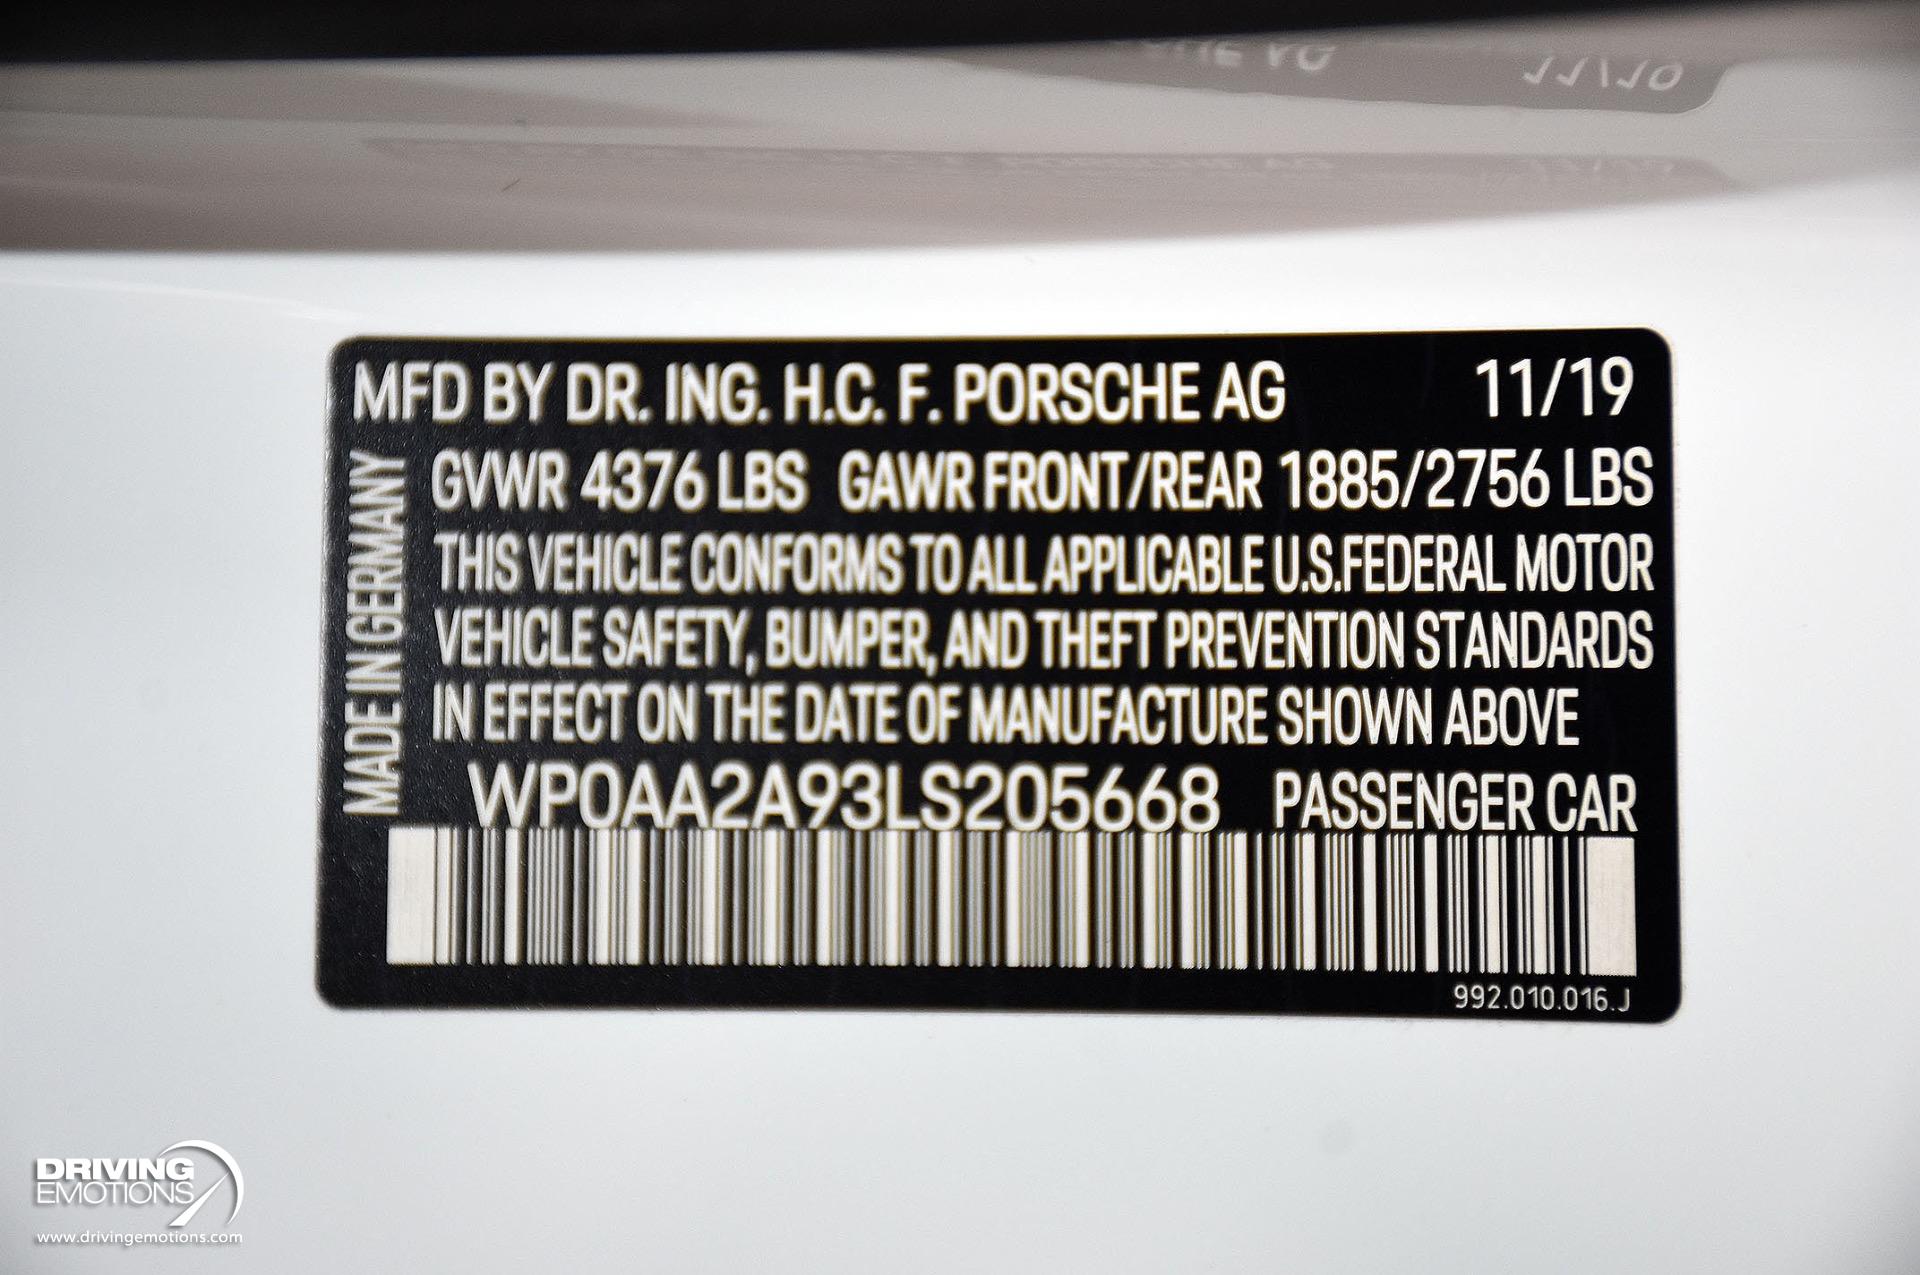 MFD BY DR. ING. H.C. F. PORSCHE AG 11/19
GVWR 4376 LBS GAWR FRONT/REAR 1885/2756 LBS
THIS VEHICLE CONFORMS TO ALL APPLICABLE U.S.FEDERAL MOTOR
VEHICLE SAFETY, BUMPER, AND THEFT PREVENTION STANDARDS
IN EFFECT ON THE DATE OF MANUFACTURE SHOWN ABOVE
WP0AA2A93LS205668 PASSENGER CAR
MADE IN GERMANY
992.010.016.J
DRIVING
EMOTIONS
www.drivingemotions.com